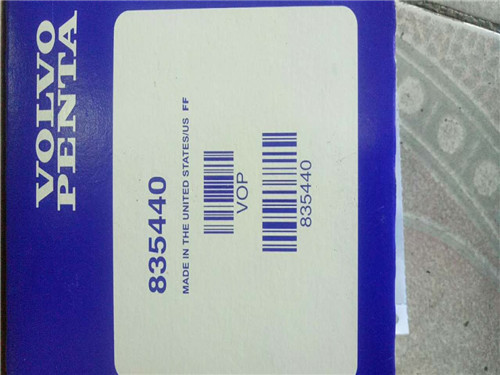 VOLVO
PENTA
835440
MADE IN THE UNITED STATES/US FF
VOP
835440